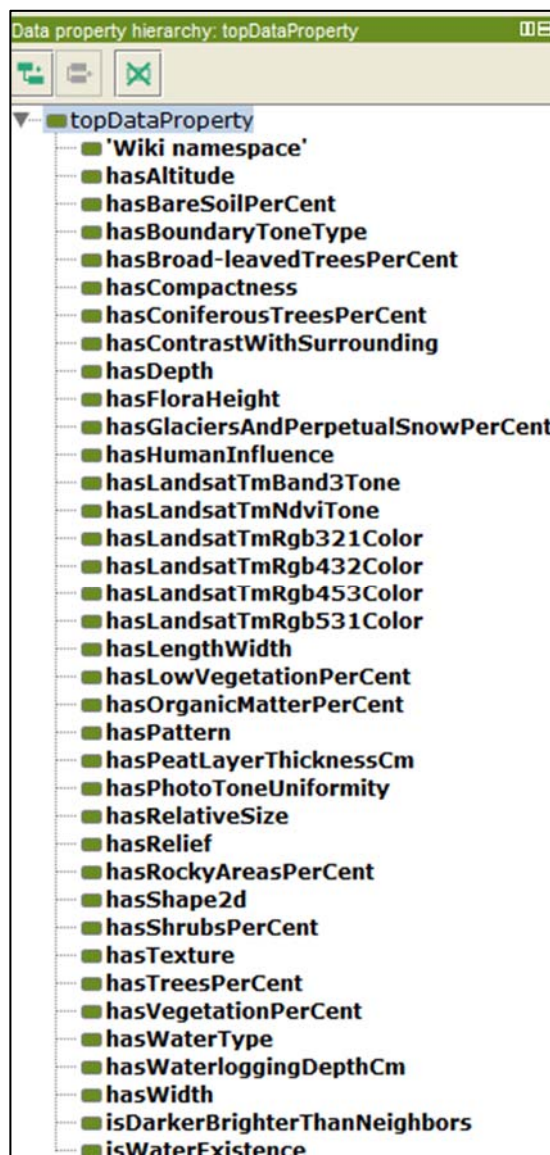 Data property hierarchy: topDataProperty
topDataProperty
'Wiki namespace'
hasAltitude
hasBareSoilPerCent
hasBoundaryToneType
hasBroad-leavedTreesPerCent
hasCompactness
hasConiferousTreesPerCent
hasContrastWithSurrounding
hasDepth
hasFloraHeight
hasGlaciersAndPerpetualSnowPerCent
hasHumanInfluence
hasLandsatTmBand3Tone
hasLandsatTmNdviTone
hasLandsatTmRgb321Color
hasLandsatTmRgb432Color
hasLandsatTmRgb453Color
hasLandsatTmRgb531Color
hasLengthWidth
hasLowVegetationPerCent
hasOrganicMatterPerCent
hasPattern
hasPeatLayerThicknessCm
hasPhotoToneUniformity
hasRelativeSize
hasRelief
hasRockyAreasPerCent
hasShape2d
hasShrubsPerCent
hasTexture
hasTreesPerCent
hasVegetationPerCent
hasWaterType
hasWaterloggingDepthCm
hasWidth
isDarkerBrighterThanNeighbors
isWaterExistence